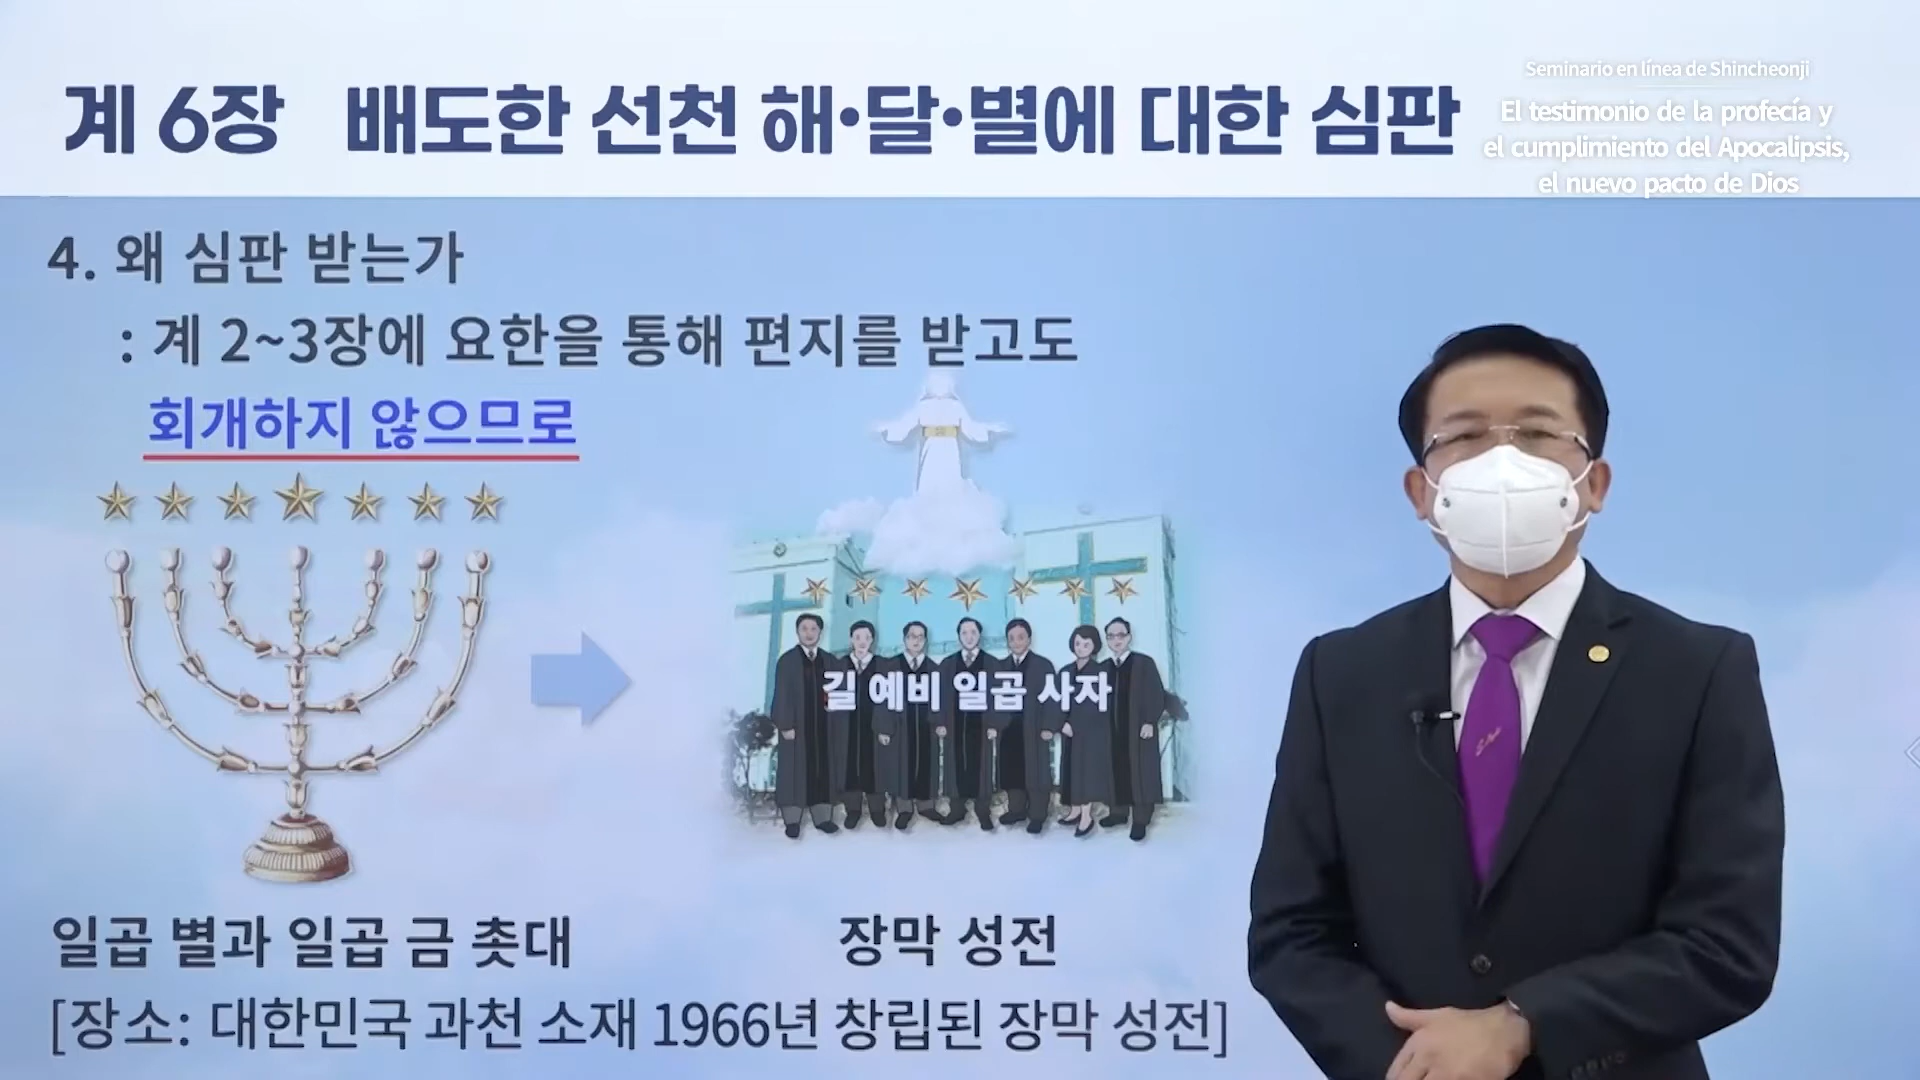 계 6장 배도한 선천 해•달•별에 대한 심판
Seminario en línea de Shincheonji
El testimonio de la profecía y
el cumplimiento del Apocalipsis,
el nuevo pacto de Dios
4. 왜 심판 받는가
: 계 2~3장에 요한을 통해 편지를 받고도
회개하지 않으므로
길 예비 일곱 사자
일곱 별과 일곱 금 촛대
장막 성전
[장소: 대한민국 과천 소재 1966년 창립된 장막 성전]